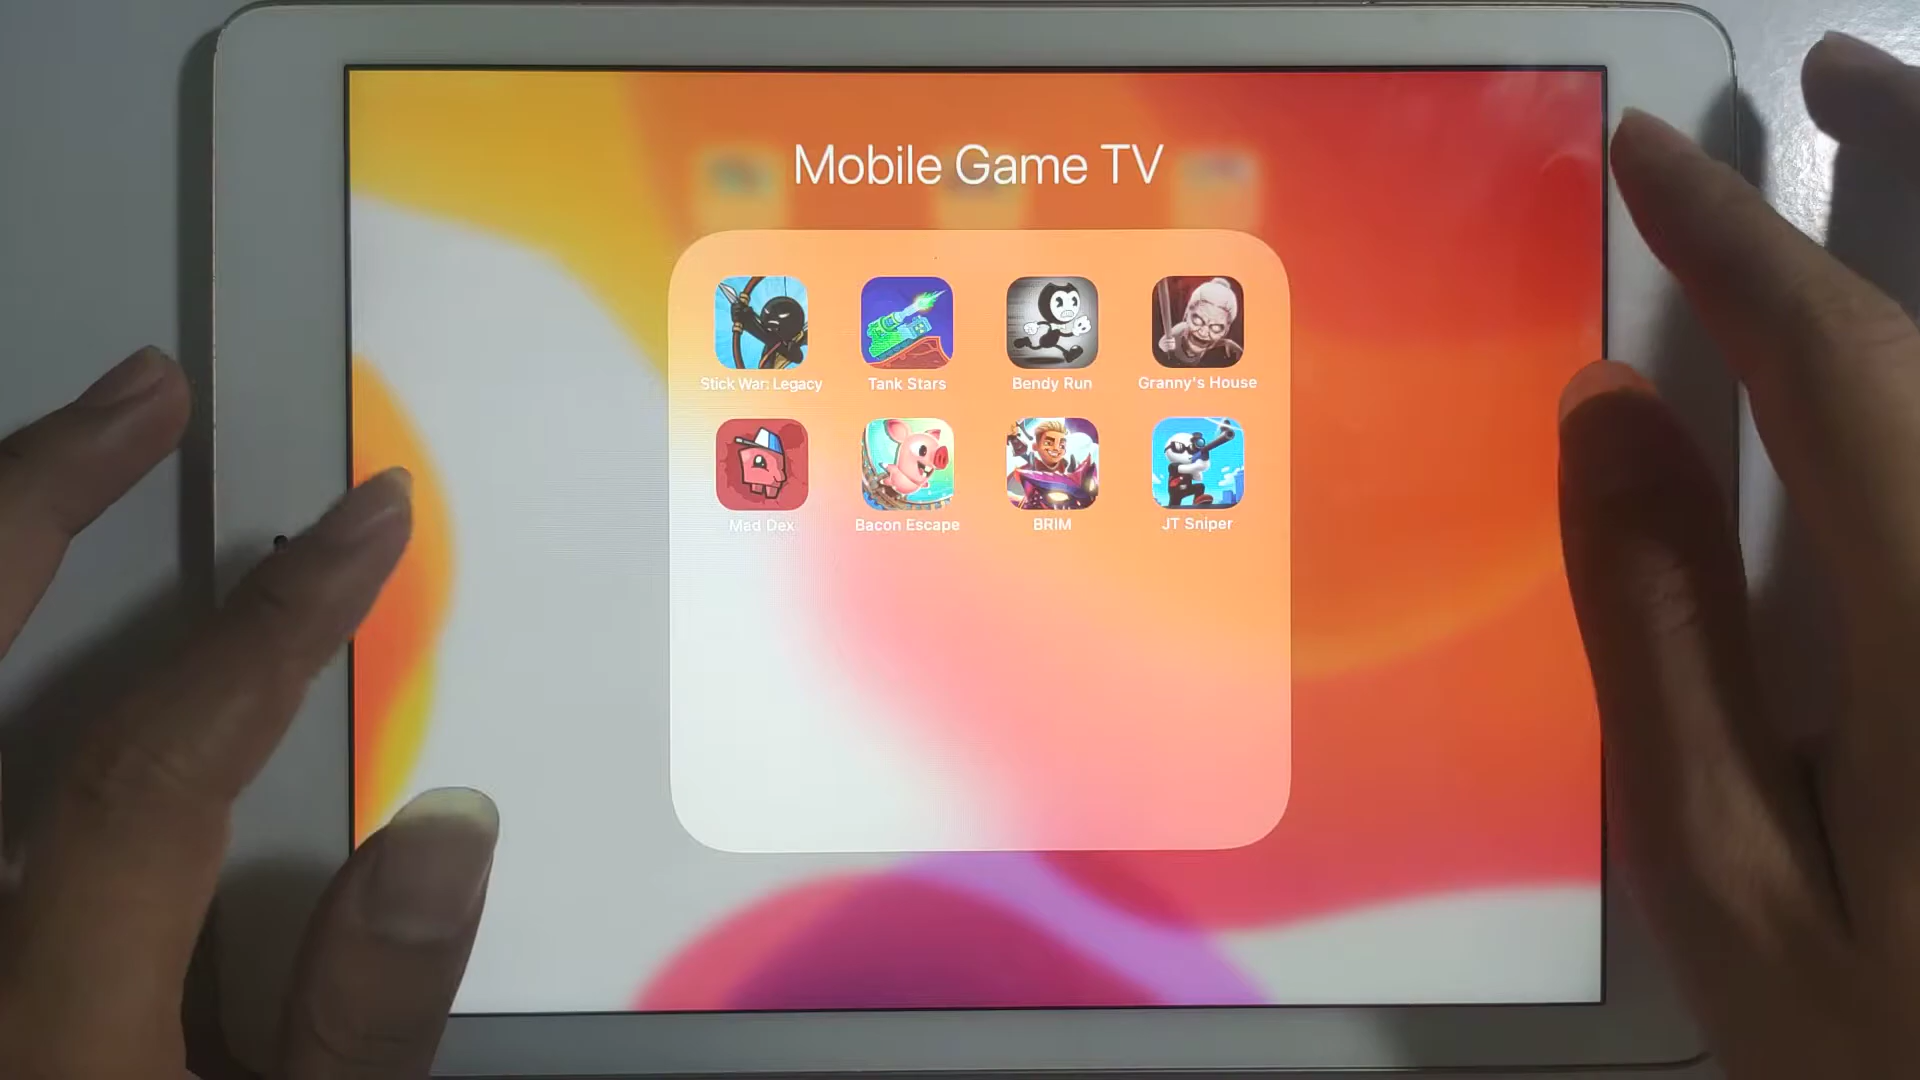 Mobile Game TV
Stick War: Legacy
Tank Stars
Bendy Run
Granny's House
Mad Dex
Bacon Escape
BRIM
JT Sniper